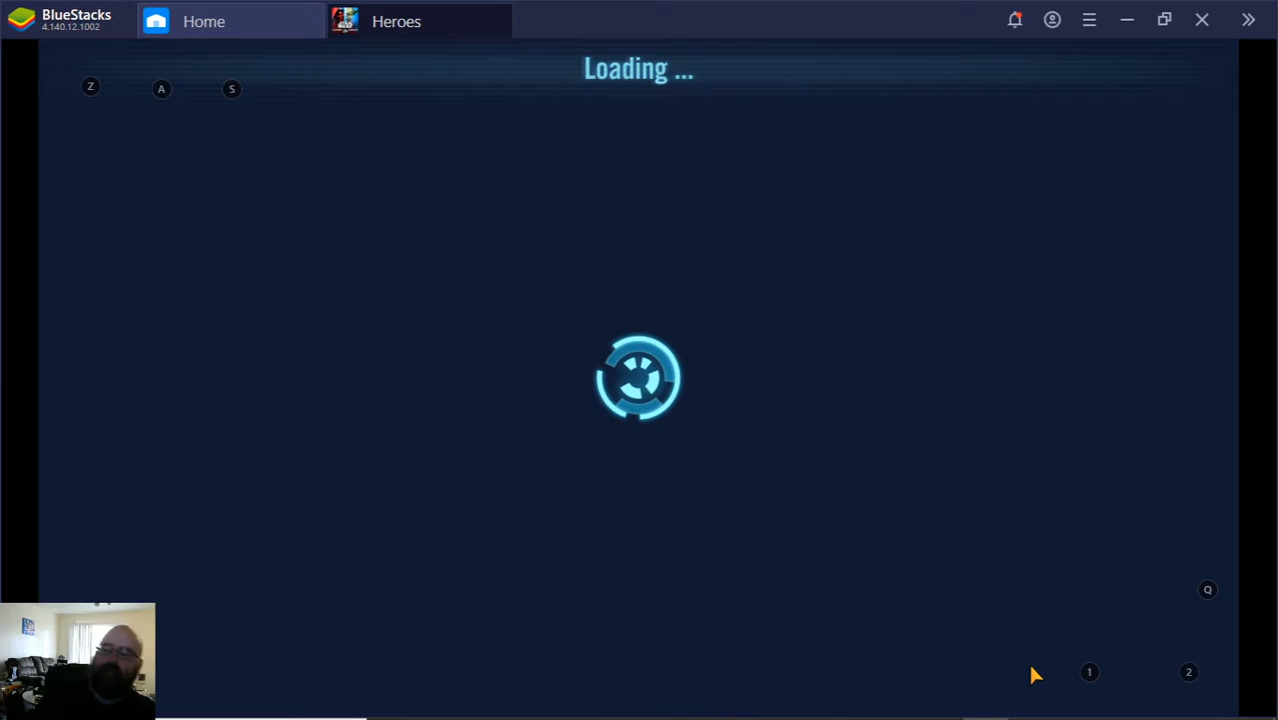 BlueStacks
4.140.12.1002
Home
Heroes
Loading ...
Z
A
S
Q
1
2